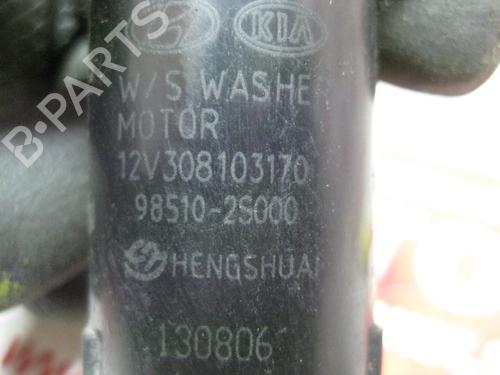 KIA
W/S WASHE
MOTOR
12V308103170
98510-2S000
HENGSHUAI
130806
B-PARTS